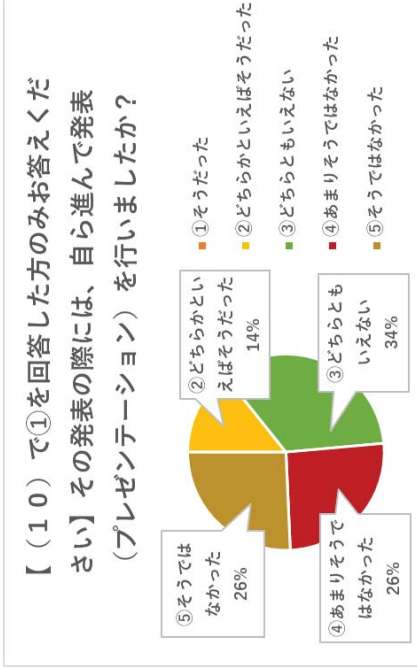 【（１０）で①を回答した方のみお答えくだ
さい】その発表の際には、自ら進んで発表
（プレゼンテーション）を行いましたか？
②どちらかとい
えばそうだった
14%
③どちらとも
いえない
34%
④あまりそうで
はなかった
26%
⑤そうでは
なかった
26%
①そうだった
②どちらかといえばそうだった
③どちらともいえない
④あまりそうではなかった
⑤そうではなかった